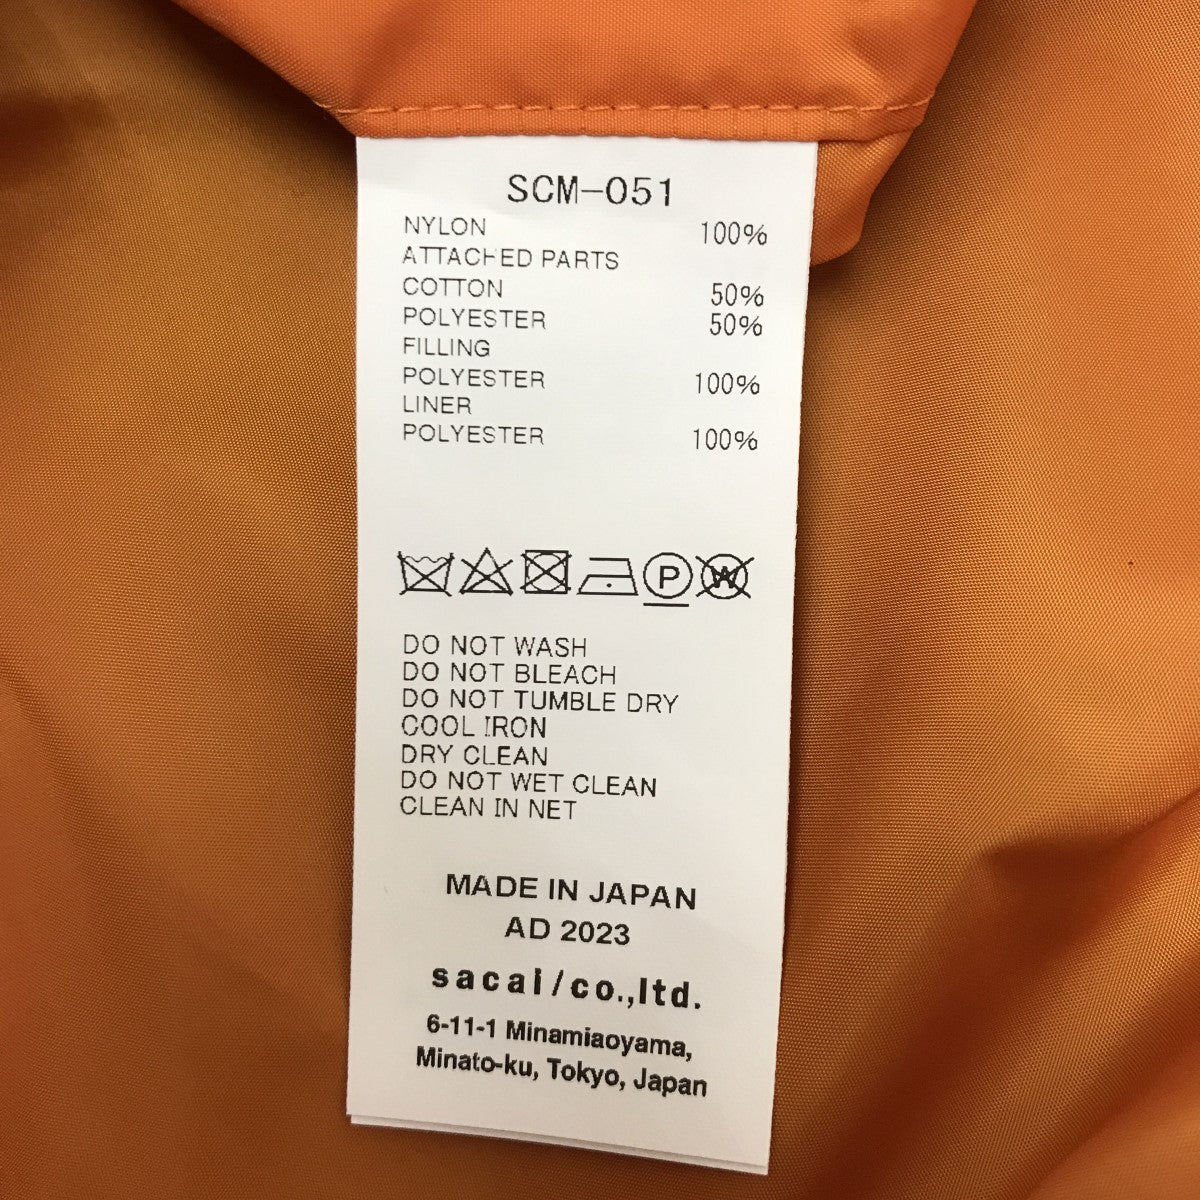 SCM-051
NYLON 100%
ATTACHED PARTS
COTTON 50%
POLYESTER 50%
FILLING
POLYESTER 100%
LINER
POLYESTER 100%
P W
DO NOT WASH
DO NOT BLEACH
DO NOT TUMBLE DRY
COOL IRON
DRY CLEAN
DO NOT WET CLEAN
CLEAN IN NET
MADE IN JAPAN
AD 2023
sacai/co.,ltd.
6-11-1 Minamiaoyama,
Minato-ku, Tokyo, Japan